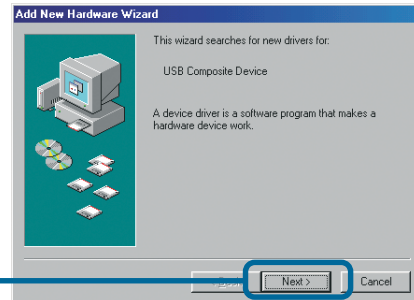 Add New Hardware Wizard
This wizard searches for new drivers for:
USB Composite Device
A device driver is a software program that makes a
hardware device work.
Next >
Cancel